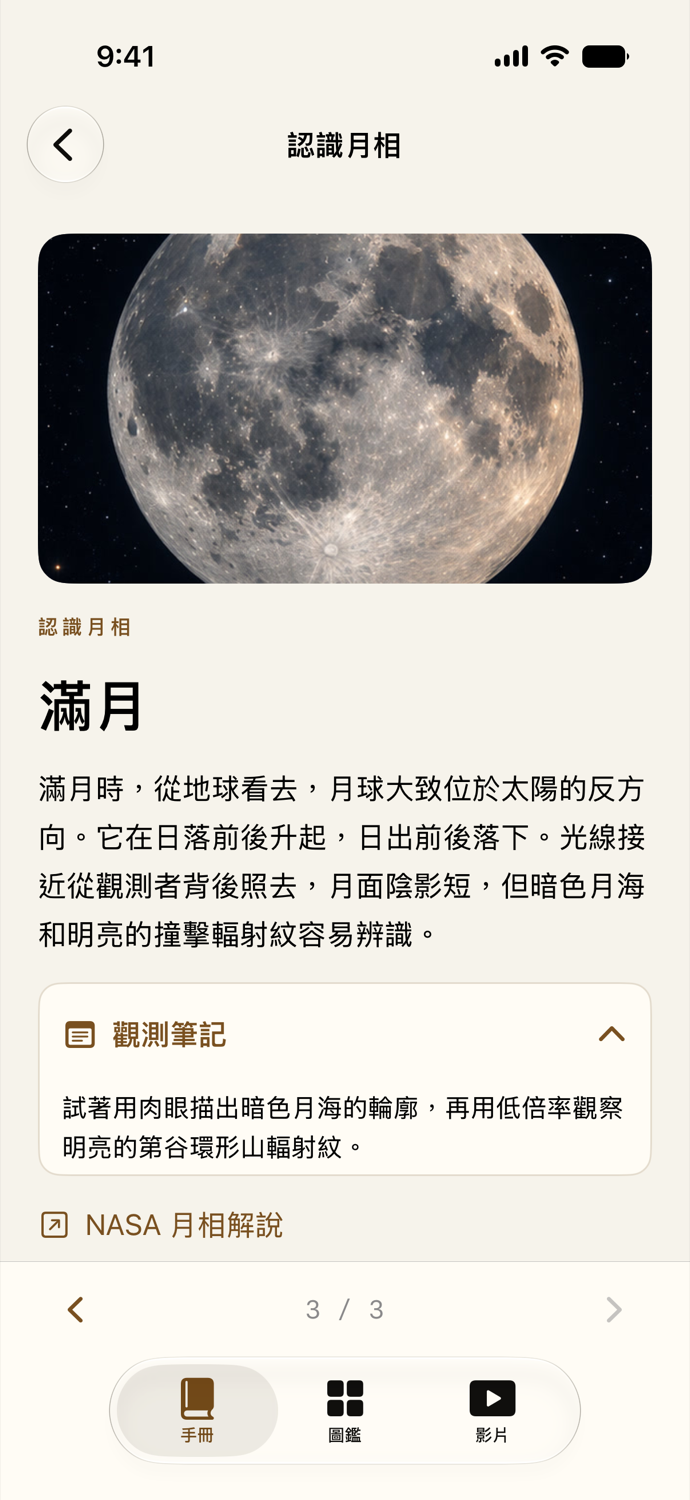 9:41
認識月相
認識月相
滿月
滿月時，從地球看去，月球大致位於太陽的反方
向。它在日落前後升起，日出前後落下。光線接
近從觀測者背後照去，月面陰影短，但暗色月海
和明亮的撞擊輻射紋容易辨識。
觀測筆記
試著用肉眼描出暗色月海的輪廓，再用低倍率觀察
明亮的第谷環形山輻射紋。
NASA 月相解說
3 / 3
手冊
圖鑑
影片